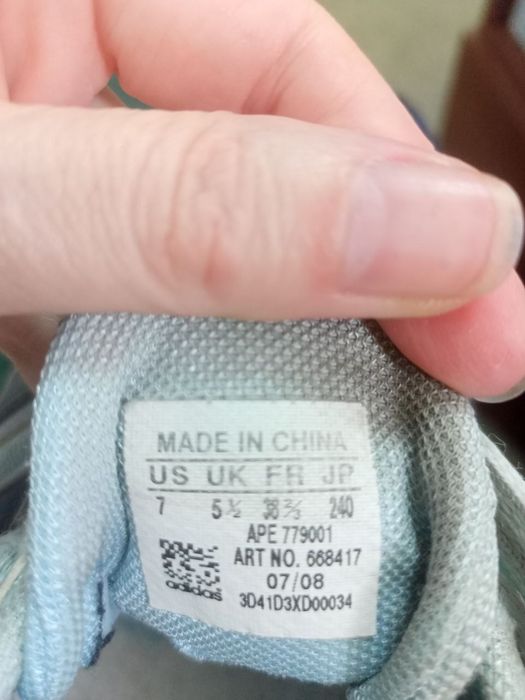 MADE IN CHINA
US UK FR JP
7 5½ 38⅔ 240
APE 779001
ART NO. 668417
07/08
adidas 3D41D3XD00034